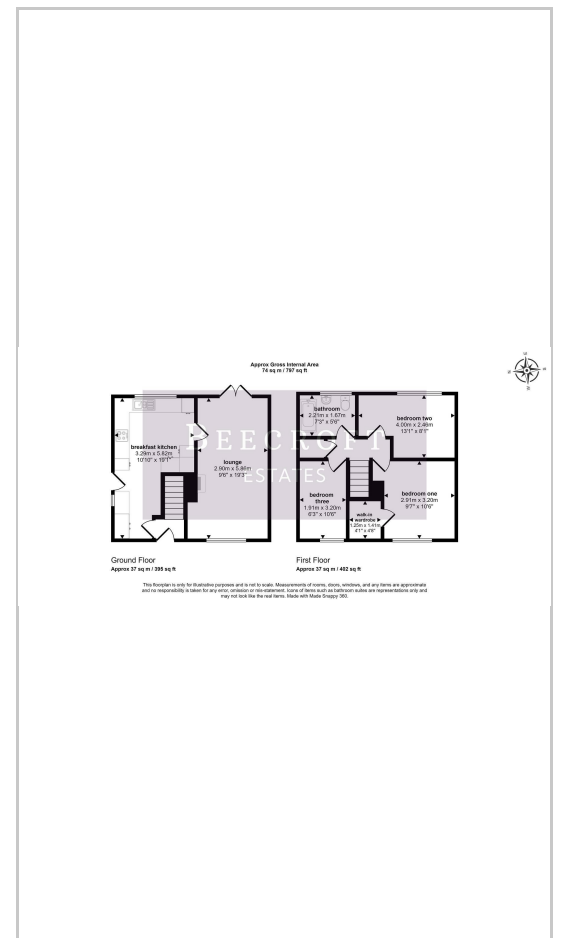 Approx Gross Internal Area
74 sq m / 797 sq ft
BEECROFT
ESTATES
breakfast kitchen
3.29m x 5.82m
10'10" x 19'1"
lounge
2.90m x 5.86m
9'6" x 19'3"
bathroom
2.21m x 1.67m
7'3" x 5'6"
bedroom two
4.00m x 2.46m
13'1" x 8'1"
bedroom
three
1.91m x 3.20m
6'3" x 10'6"
walk-in
wardrobe
1.25m x 1.41m
4'1" x 4'8"
bedroom one
2.91m x 3.20m
9'7" x 10'6"
Ground Floor
Approx 37 sq m / 395 sq ft
First Floor
Approx 37 sq m / 402 sq ft
This floorplan is only for illustrative purposes and is not to scale. Measurements of rooms, doors, windows, and any items are approximate
and no responsibility is taken for any error, omission or mis-statement. Icons of items such as bathroom suites are representations only and
may not look like the real items. Made with Made Snappy 360.